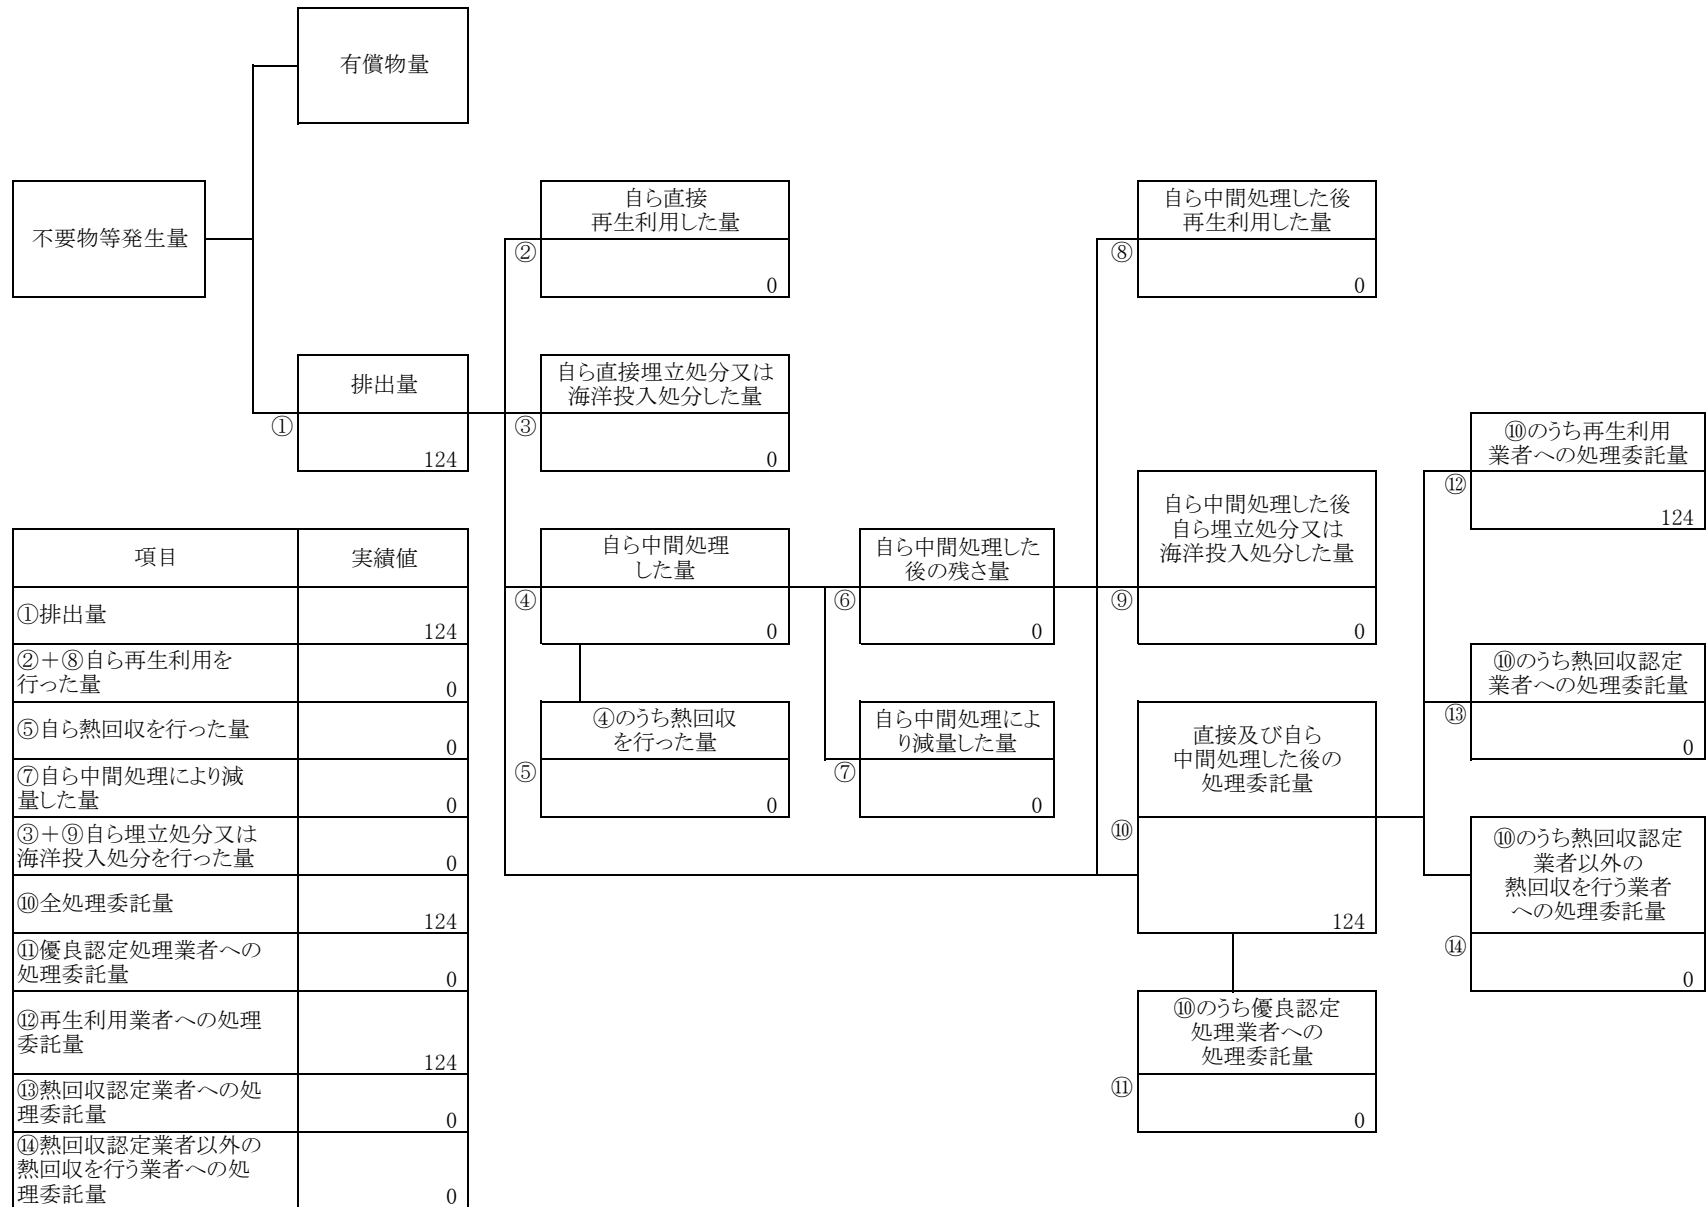 有償物量
不要物等発生量
自ら直接
再生利用した量
②
0
自ら中間処理した後
再生利用した量
⑧
0
排出量
①
124
自ら直接埋立処分又は
海洋投入処分した量
③
0
⑩のうち再生利用
業者への処理委託量
⑫
124
自ら中間処理
した量
④
0
自ら中間処理した
後の残さ量
⑥
0
自ら中間処理した後
自ら埋立処分又は
海洋投入処分した量
⑨
0
⑩のうち熱回収認定
業者への処理委託量
⑬
0
④のうち熱回収
を行った量
⑤
0
自ら中間処理によ
り減量した量
⑦
0
直接及び自ら
中間処理した後の
処理委託量
⑩
124
⑩のうち熱回収認定
業者以外の
熱回収を行う業者
への処理委託量
⑭
0
⑩のうち優良認定
処理業者への
処理委託量
⑪
0
項目 実績値
①排出量
124
②＋⑧自ら再生利用を
行った量
0
⑤自ら熱回収を行った量
0
⑦自ら中間処理により減
量した量
0
③＋⑨自ら埋立処分又は
海洋投入処分を行った量
0
⑩全処理委託量
124
⑪優良認定処理業者への
処理委託量
0
⑫再生利用業者への処理
委託量
124
⑬熱回収認定業者への処
理委託量
0
⑭熱回収認定業者以外の
熱回収を行う業者への処
理委託量
0